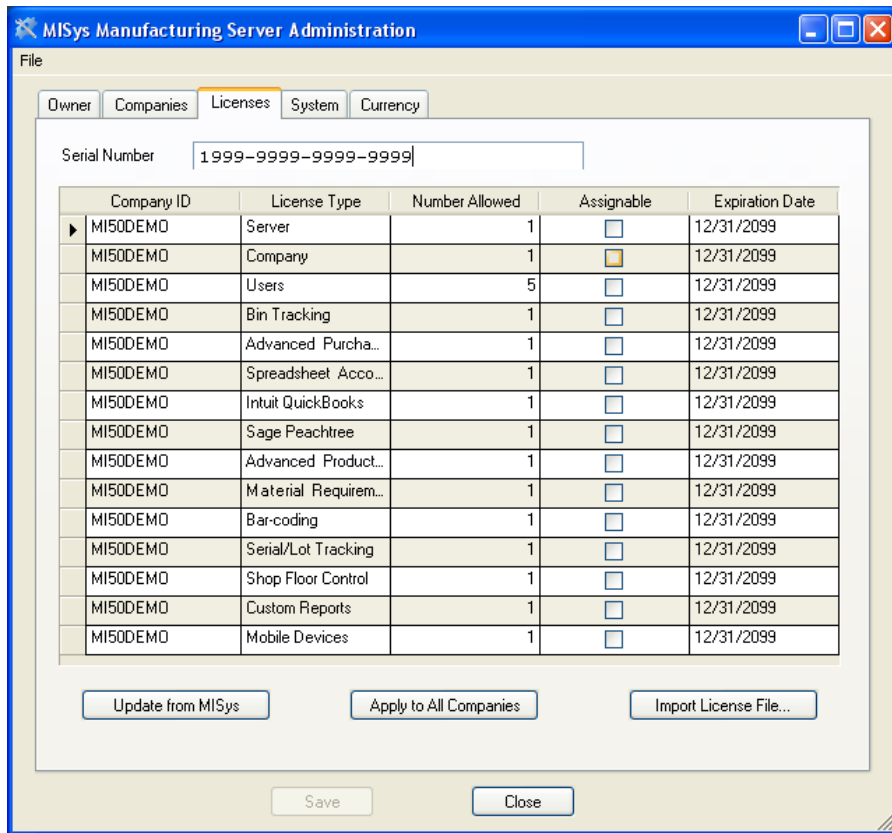 MISys Manufacturing Server Administration
File
Owner Companies Licenses System Currency
Serial Number 1999-9999-9999-9999
Company ID License Type Number Allowed Assignable Expiration Date
MI50DEMO Server 1 12/31/2099
MI50DEMO Company 1 12/31/2099
MI50DEMO Users 5 12/31/2099
MI50DEMO Bin Tracking 1 12/31/2099
MI50DEMO Advanced Purcha... 1 12/31/2099
MI50DEMO Spreadsheet Acco... 1 12/31/2099
MI50DEMO Intuit QuickBooks 1 12/31/2099
MI50DEMO Sage Peachtree 1 12/31/2099
MI50DEMO Advanced Product... 1 12/31/2099
MI50DEMO Material Requirem... 1 12/31/2099
MI50DEMO Bar-coding 1 12/31/2099
MI50DEMO Serial/Lot Tracking 1 12/31/2099
MI50DEMO Shop Floor Control 1 12/31/2099
MI50DEMO Custom Reports 1 12/31/2099
MI50DEMO Mobile Devices 1 12/31/2099
Update from MISys Apply to All Companies Import License File...
Save Close